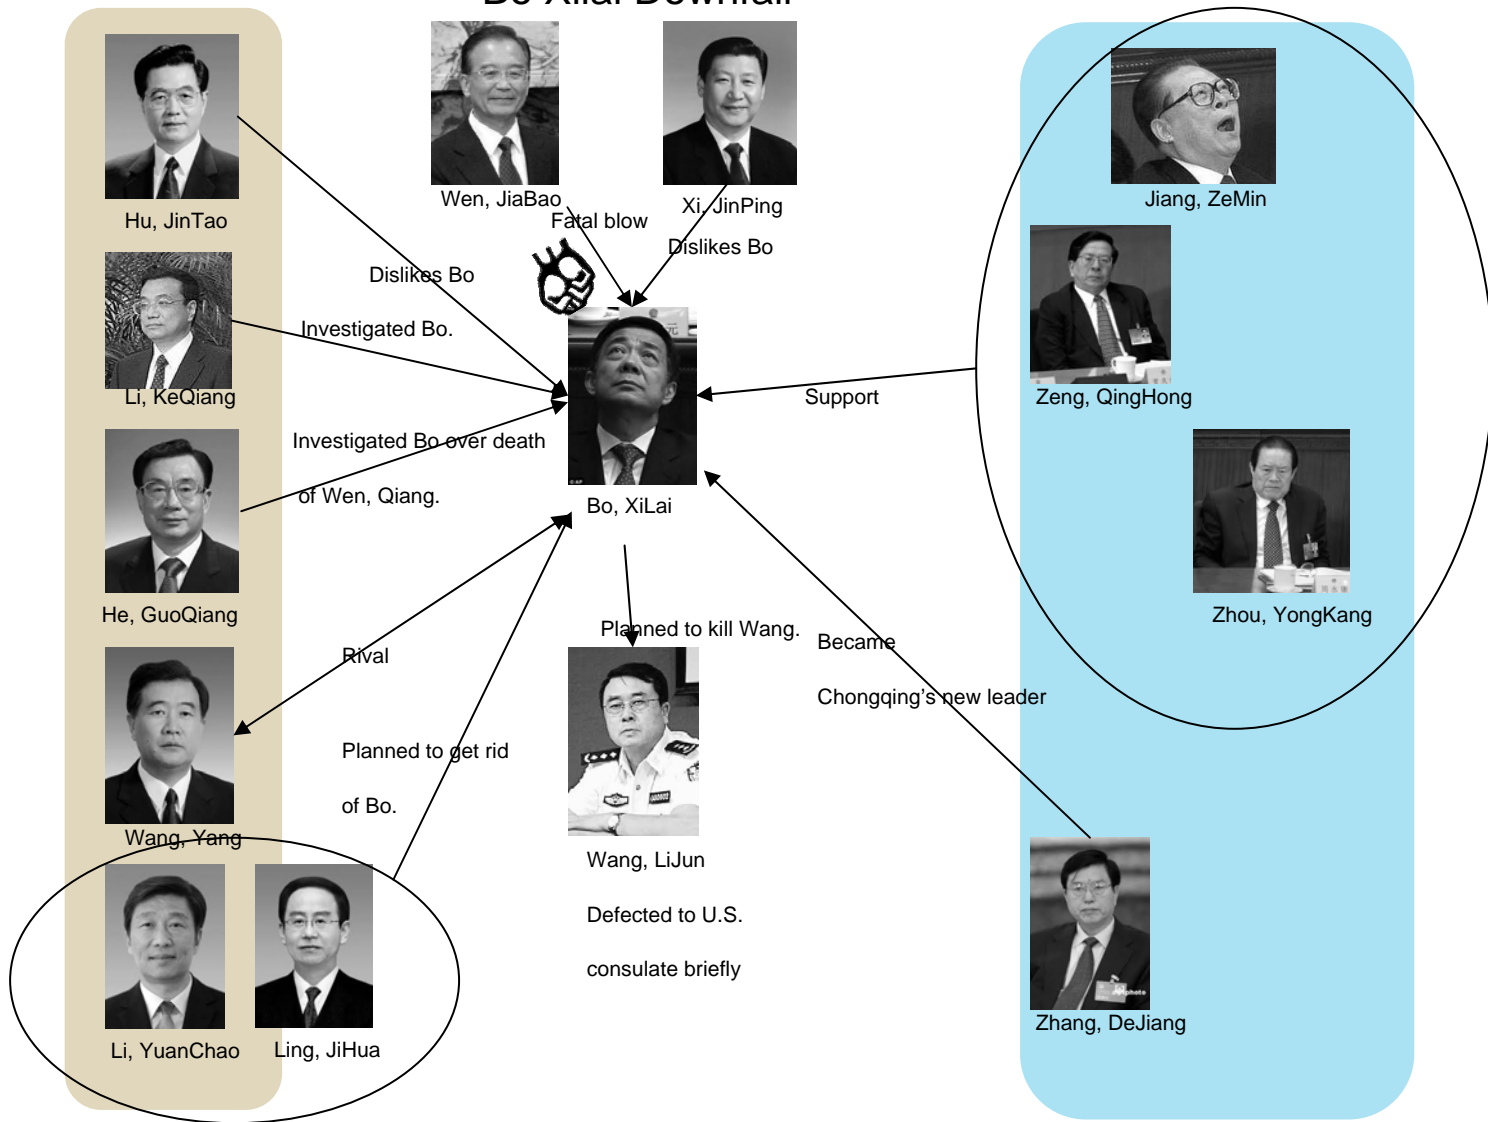 Bo Xilai Downfall
Wen, JiaBao
Xi, JinPing
Jiang, ZeMin
Hu, JinTao
Fatal blow
Dislikes Bo
Dislikes Bo
Investigated Bo.
Li, KeQiang
Support
Zeng, QingHong
Investigated Bo over death
of Wen, Qiang.
Bo, XiLai
He, GuoQiang
Zhou, YongKang
Planned to kill Wang.
Rival
Became
Chongqing’s new leader
Planned to get rid
of Bo.
Wang, Yang
Wang, LiJun
Defected to U.S.
consulate briefly
Zhang, DeJiang
Li, YuanChao
Ling, JiHua